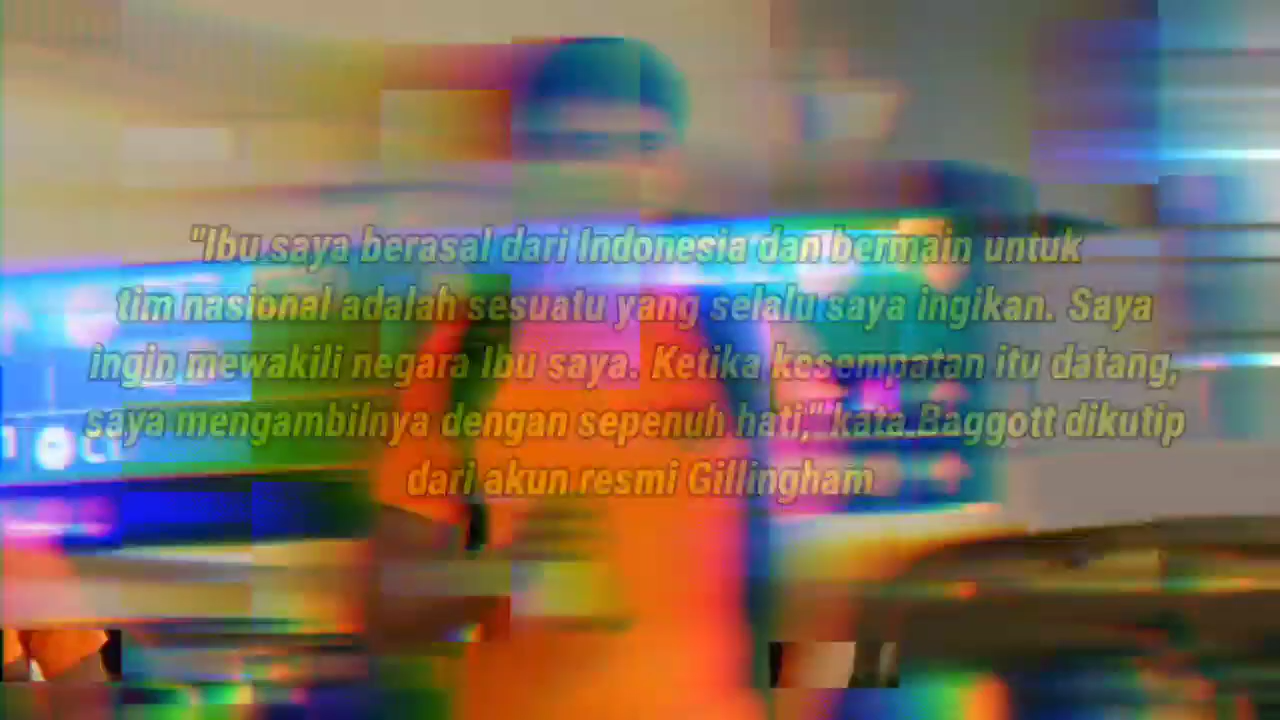 "Ibu saya berasal dari Indonesia dan bermain untuk
tim nasional adalah sesuatu yang selalu saya ingikan. Saya
ingin mewakili negara Ibu saya. Ketika kesempatan itu datang,
saya mengambilnya dengan sepenuh hati," kata Baggott dikutip
dari akun resmi Gillingham